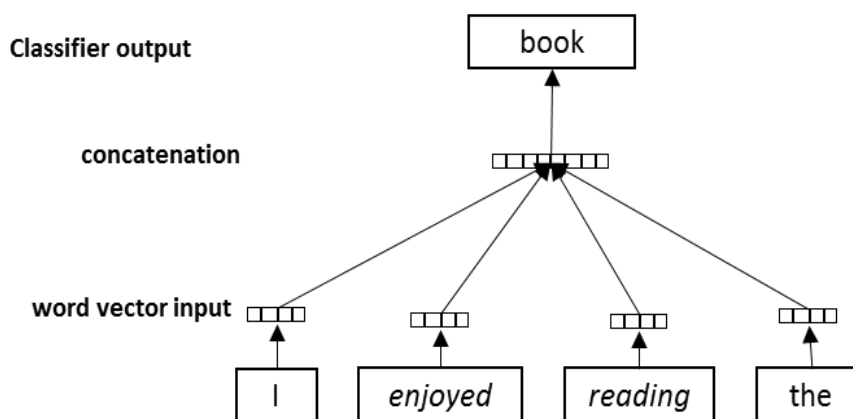 Classifier output
book
concatenation
word vector input
I
enjoyed
reading
the